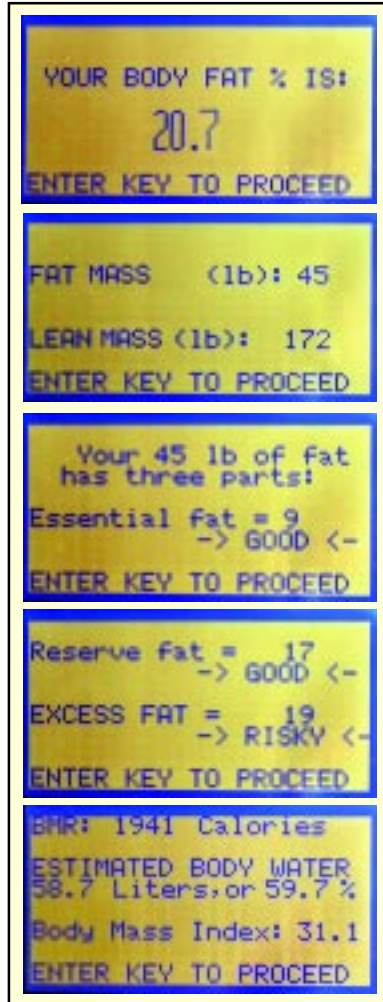 YOUR BODY FAT % IS:
20.7
ENTER KEY TO PROCEED
FAT MASS (lb): 45
LEAN MASS (lb): 172
ENTER KEY TO PROCEED
Your 45 lb of fat
has three parts:
Essential fat = 9
-> GOOD <-
ENTER KEY TO PROCEED
Reserve fat = 17
-> GOOD <-
EXCESS FAT = 19
-> RISKY <-
ENTER KEY TO PROCEED
BMR: 1941 Calories
ESTIMATED BODY WATER
58.7 Liters, or 59.7 %
Body Mass Index: 31.1
ENTER KEY TO PROCEED